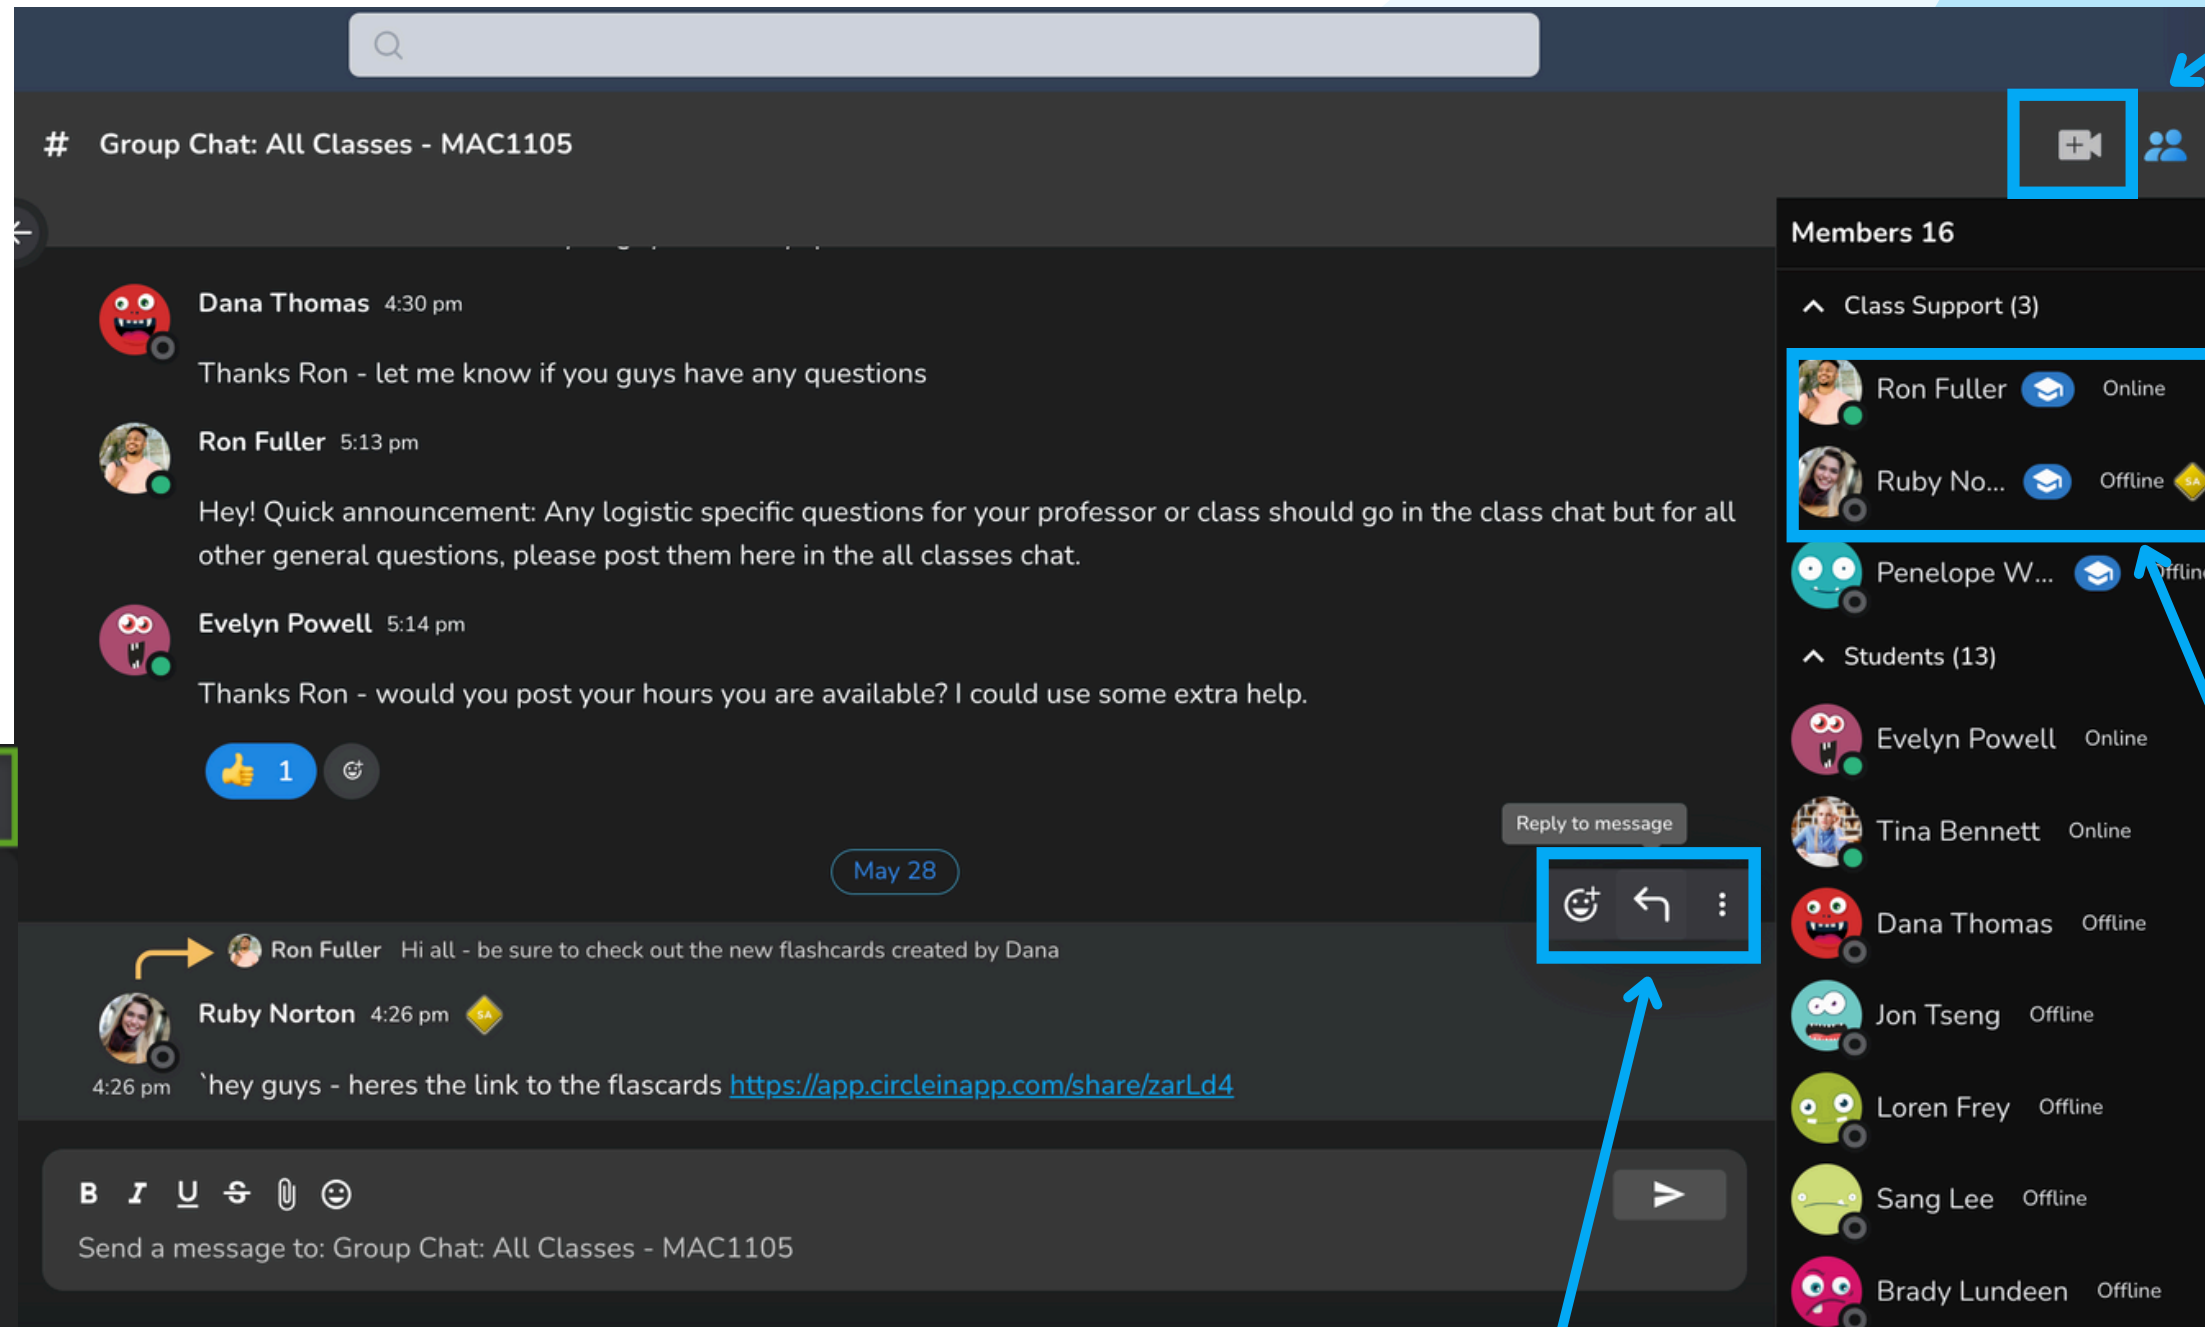 # Group Chat: All Classes - MAC1105
Dana Thomas 4:30 pm
Thanks Ron - let me know if you guys have any questions
Ron Fuller 5:13 pm
Hey! Quick announcement: Any logistic specific questions for your professor or class should go in the class chat but for all
other general questions, please post them here in the all classes chat.
Evelyn Powell 5:14 pm
Thanks Ron - would you post your hours you are available? I could use some extra help.
1
Reply to message
May 28
Ron Fuller Hi all - be sure to check out the new flashcards created by Dana
Ruby Norton 4:26 pm SA
4:26 pm `hey guys - heres the link to the flascards https://app.circleinapp.com/share/zarLd4
B I U S
Send a message to: Group Chat: All Classes - MAC1105
Members 16
Class Support (3)
Ron Fuller Online
Ruby No... Offline SA
Penelope W... Offline
Students (13)
Evelyn Powell Online
Tina Bennett Online
Dana Thomas Offline
Jon Tseng Offline
Loren Frey Offline
Sang Lee Offline
Brady Lundeen Offline